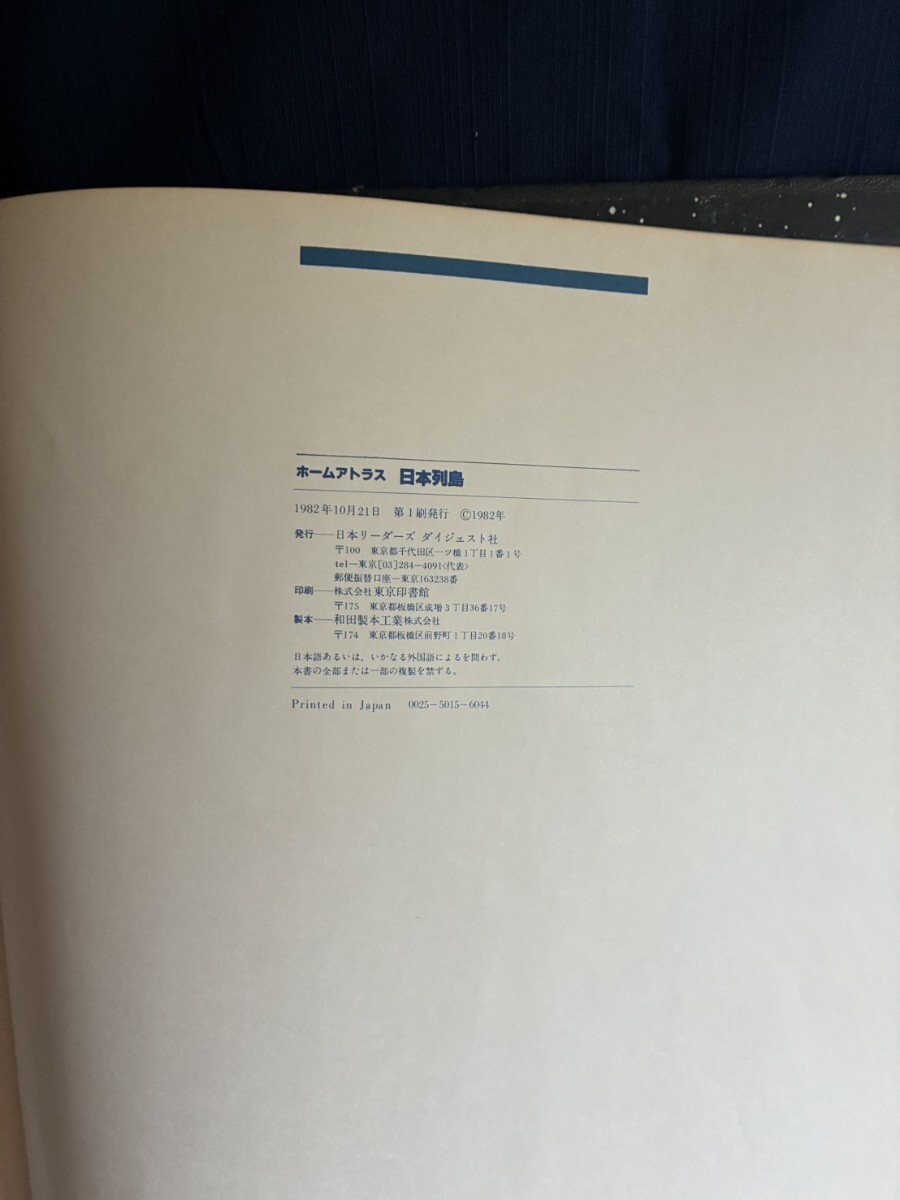 ホームアトラス 日本列島
1982年10月21日 第1刷発行 ©1982年
発行──日本リーダーズ ダイジェスト社
〒100 東京都千代田区一ツ橋1丁目1番1号
tel─東京[03]284─4091〈代表〉
郵便振替口座─東京163238番
印刷──株式会社東京印書館
〒175 東京都板橋区成増3丁目36番17号
製本──和田製本工業株式会社
〒174 東京都板橋区前野町1丁目20番18号
日本語あるいは，いかなる外国語によるを問わず，
本書の全部または一部の複製を禁ずる。
Printed in Japan 0025-5015-6044